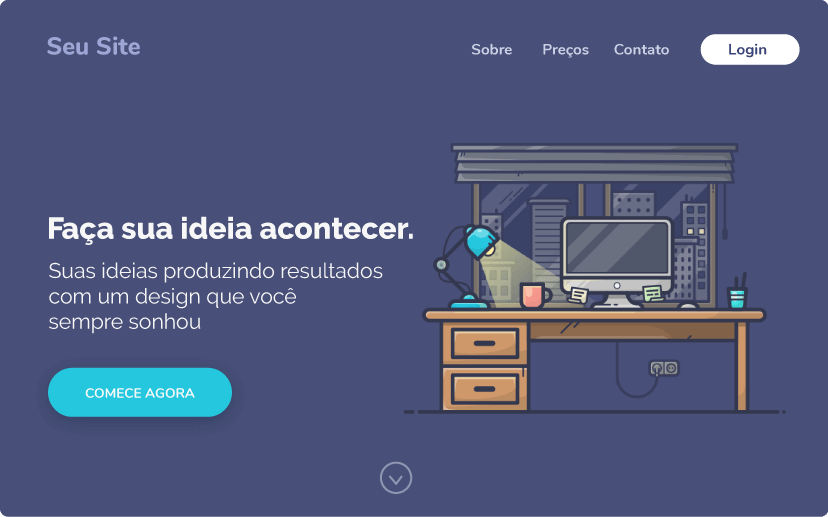 Seu Site
Sobre Preços Contato Login
Faça sua ideia acontecer.
Suas ideias produzindo resultados
com um design que você
sempre sonhou
COMECE AGORA